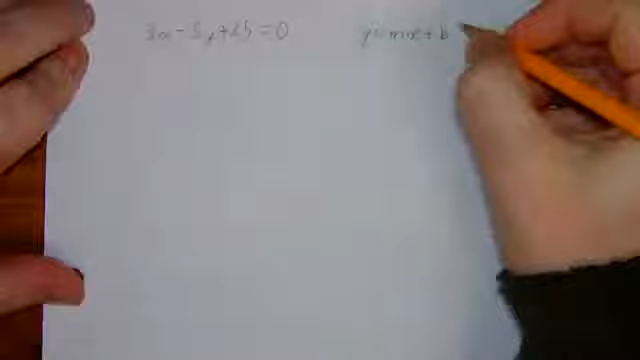 3x - 5y + 25 = 0 y = mx + b